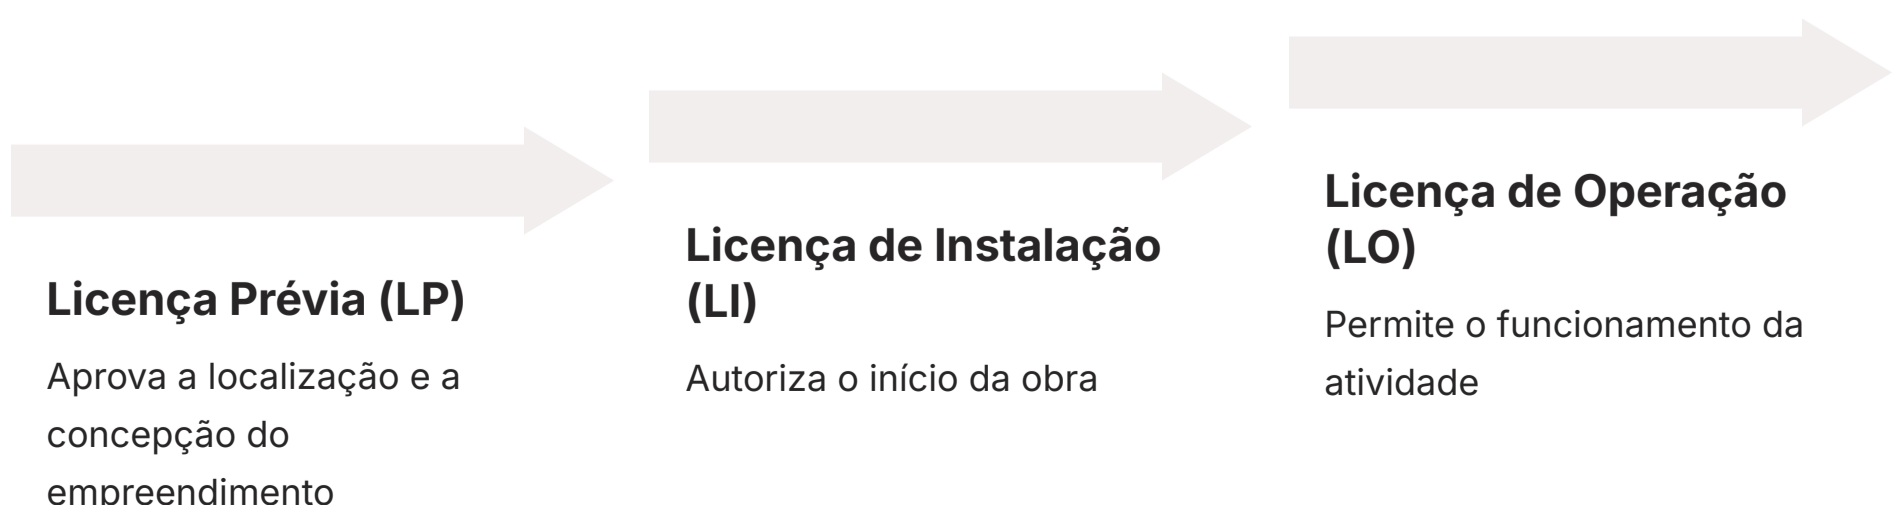 Licença Prévia (LP)
Aprova a localização e a
concepção do
empreendimento
Licença de Instalação
(LI)
Autoriza o início da obra
Licença de Operação
(LO)
Permite o funcionamento da
atividade